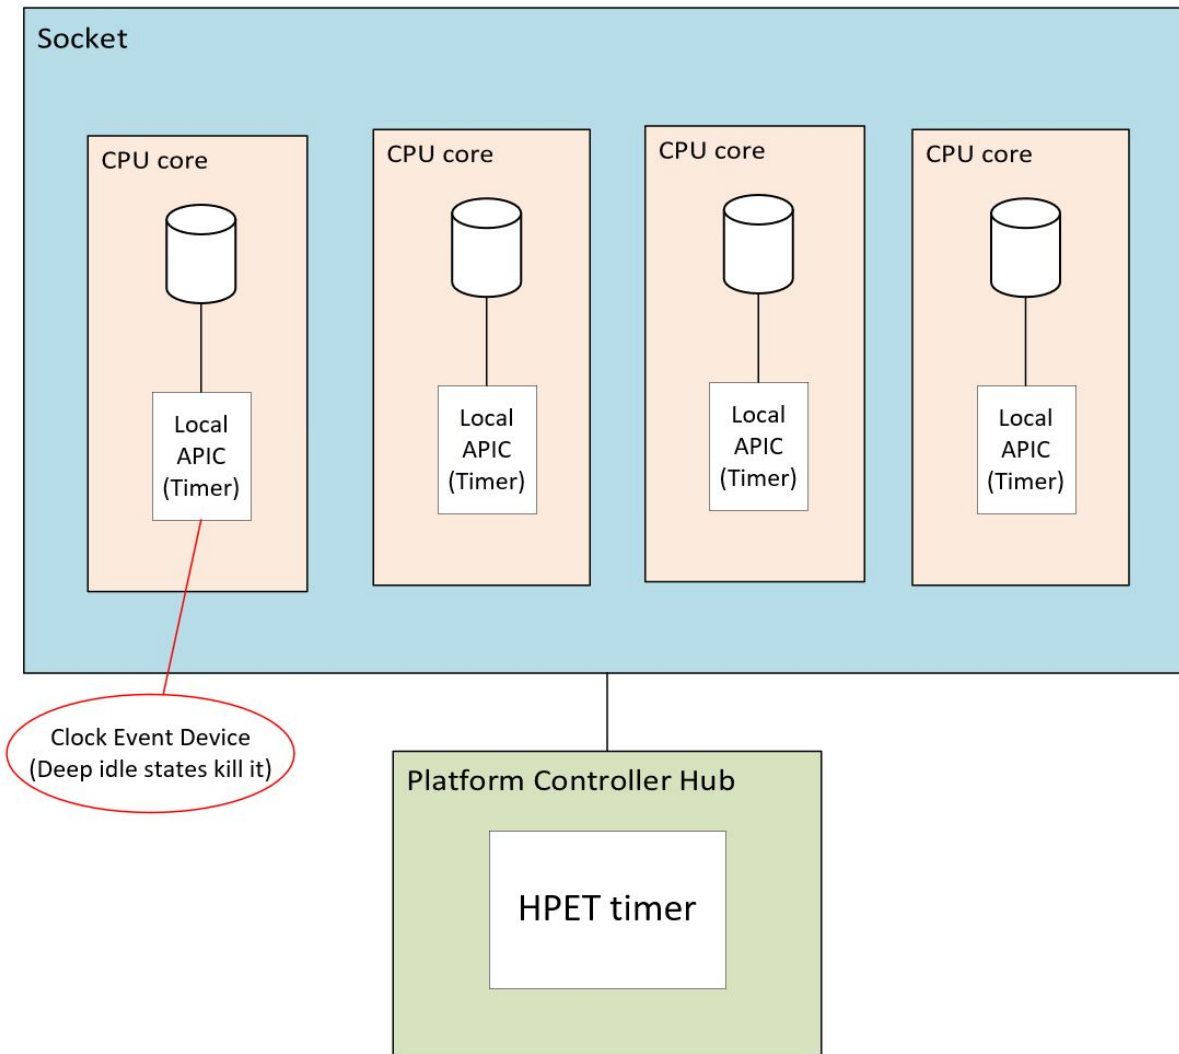 Socket
CPU core
Local
APIC
(Timer)
CPU core
Local
APIC
(Timer)
CPU core
Local
APIC
(Timer)
CPU core
Local
APIC
(Timer)
Clock Event Device
(Deep idle states kill it)
Platform Controller Hub
HPET timer